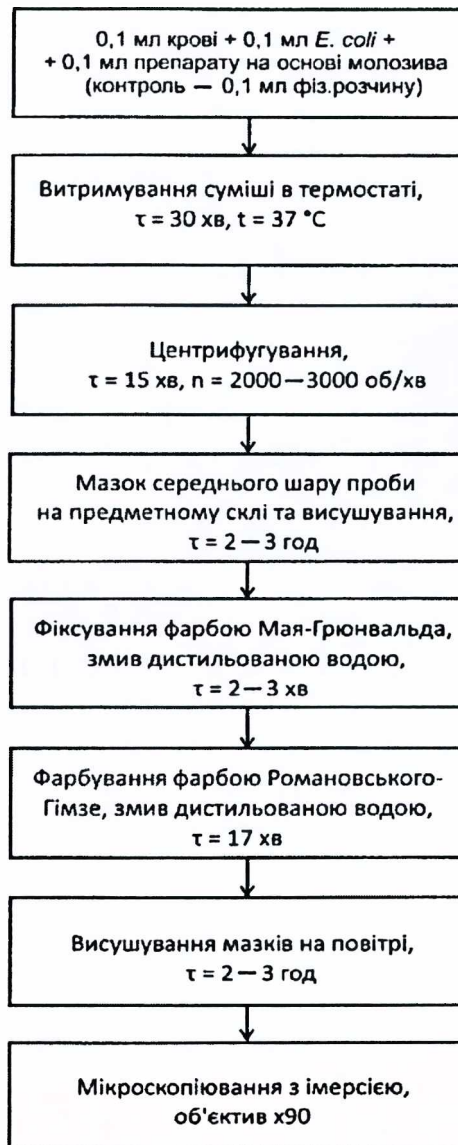 0,1 мл крові + 0,1 мл E. coli +
+ 0,1 мл препарату на основі молозива
(контроль — 0,1 мл фіз.розчину)
Витримування суміші в термостаті,
τ = 30 хв, t = 37 °C
Центрифугування,
τ = 15 хв, n = 2000—3000 об/хв
Мазок середнього шару проби
на предметному склі та висушування,
τ = 2—3 год
Фіксування фарбою Мая-Грюнвальда,
змив дистильованою водою,
τ = 2—3 хв
Фарбування фарбою Романовського-
Гімзе, змив дистильованою водою,
τ = 17 хв
Висушування мазків на повітрі,
τ = 2—3 год
Мікроскопіювання з імерсією,
об'єктив х90